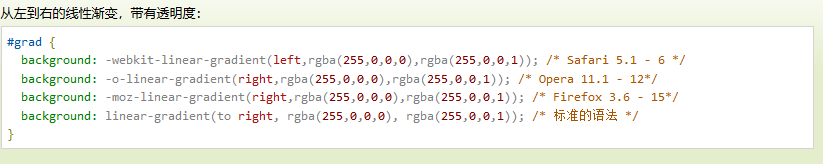 从左到右的线性渐变，带有透明度：
#grad {
  background: -webkit-linear-gradient(left,rgba(255,0,0,0),rgba(255,0,0,1)); /* Safari 5.1 - 6 */
  background: -o-linear-gradient(right,rgba(255,0,0,0),rgba(255,0,0,1)); /* Opera 11.1 - 12*/
  background: -moz-linear-gradient(right,rgba(255,0,0,0),rgba(255,0,0,1)); /* Firefox 3.6 - 15*/
  background: linear-gradient(to right, rgba(255,0,0,0), rgba(255,0,0,1)); /* 标准的语法 */
}